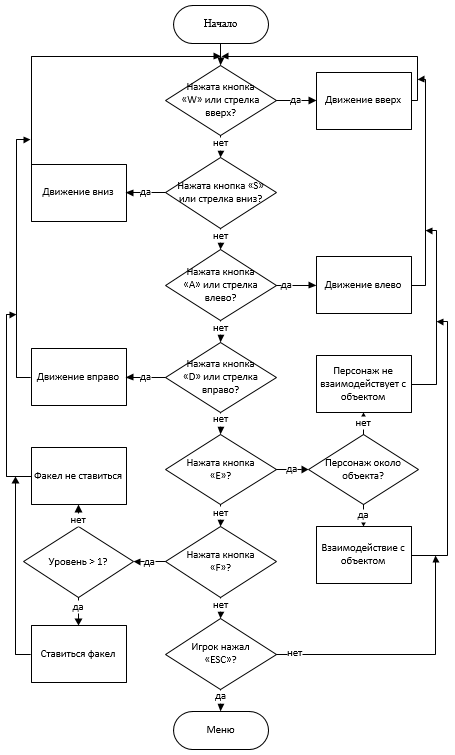 Начало
Нажата кнопка
«W» или стрелка
вверх?
да
Движение вверх
нет
Движение вниз
да
Нажата кнопка «S»
или стрелка вниз?
нет
Нажата кнопка
«A» или стрелка
влево?
да
Движение влево
нет
Движение вправо
да
Нажата кнопка
«D» или стрелка
вправо?
Персонаж не
взаимодействует с
объектом
нет
нет
Факел не ставиться
Нажата кнопка
«E»?
да
Персонаж около
объекта?
нет
нет
да
Уровень > 1?
да
Нажата кнопка
«F»?
Взаимодействие с
объектом
да
нет
Ставиться факел
Игрок нажал
«ESC»?
нет
да
Меню